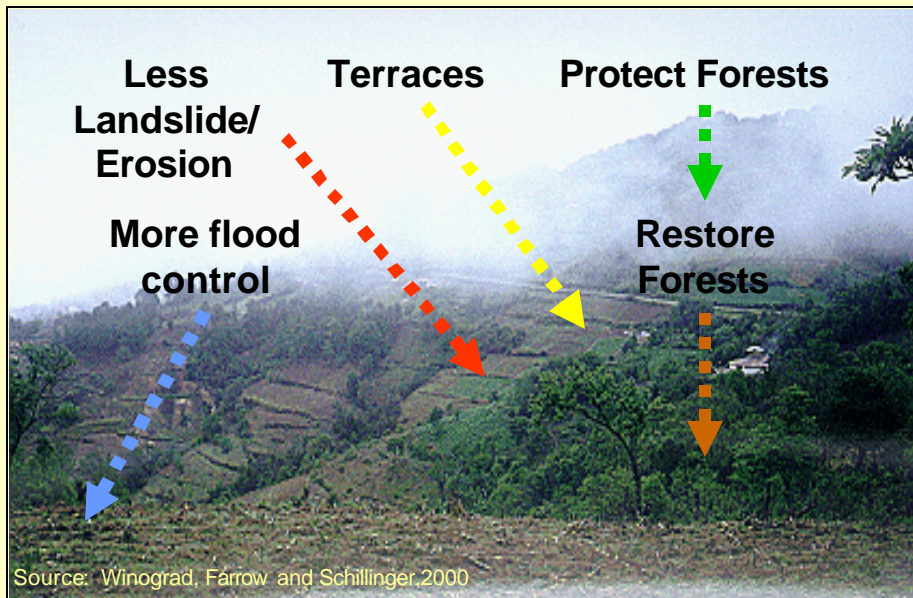 Less
Landslide/
Erosion
Terraces
Protect Forests
More flood
control
Restore
Forests
Source: Winograd, Farrow and Schillinger,2000